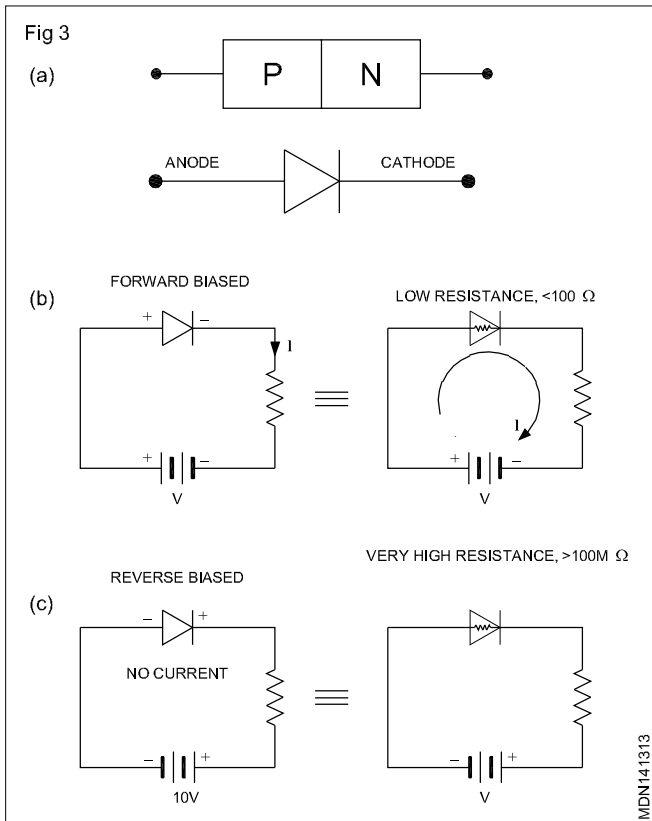 Fig 3
(a)
P N
ANODE CATHODE
(b)
FORWARD BIASED
LOW RESISTANCE, <100 Ω
+ −
I
I
+ −
V
+ −
V
VERY HIGH RESISTANCE, >100M Ω
REVERSE BIASED
(c)
− +
NO CURRENT
− +
10V
− +
V
MDN141313